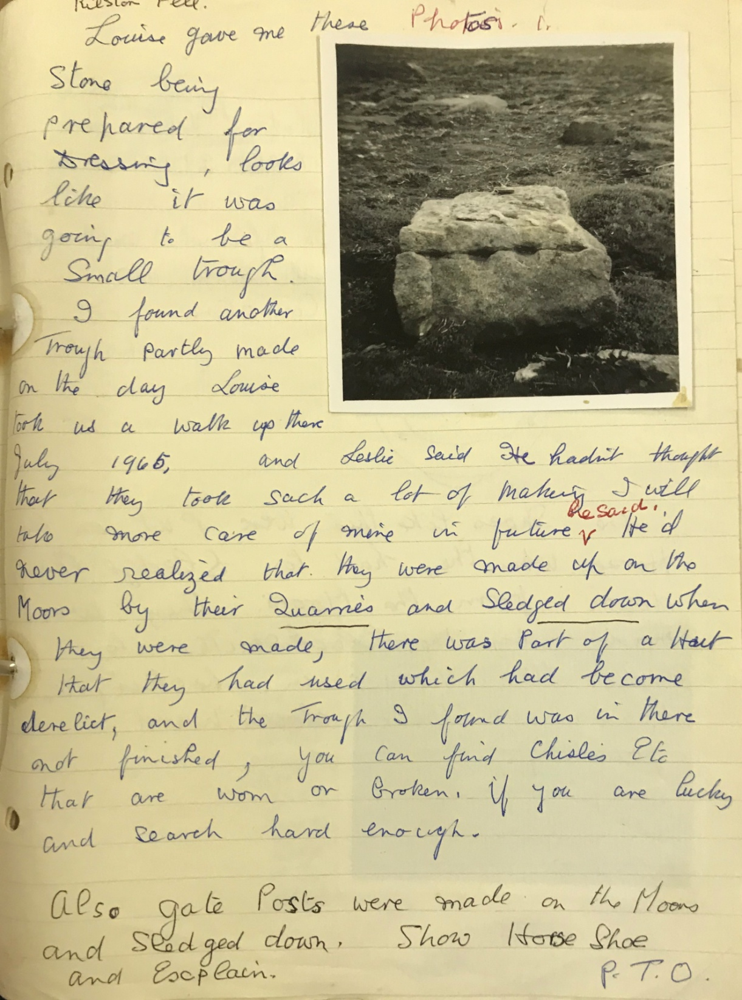 Rilston Fell.
Louise gave me these Photos. 1.
Stone being
prepared for
Dressing, looks
like it was
going to be a
Small trough.
I found another
Trough partly made
on the day Louise
took us a walk up there
July 1965, and Leslie said He hadn't thought
that they took such a lot of making I will
take more care of mine in future he said. He'd
never realized that they were made up on the
Moors by their Quarries and Sledged down when
they were made, there was Part of a Hut
that they had used which had become
derelict, and the Trough I found was in there
not finished, you can find Chisles Etc
that are worn or broken. if you are lucky
and search hard enough.
Also gate Posts were made on the Moors
and Sledged down. Show Horse Shoe
and Escplain.
P.T.O.